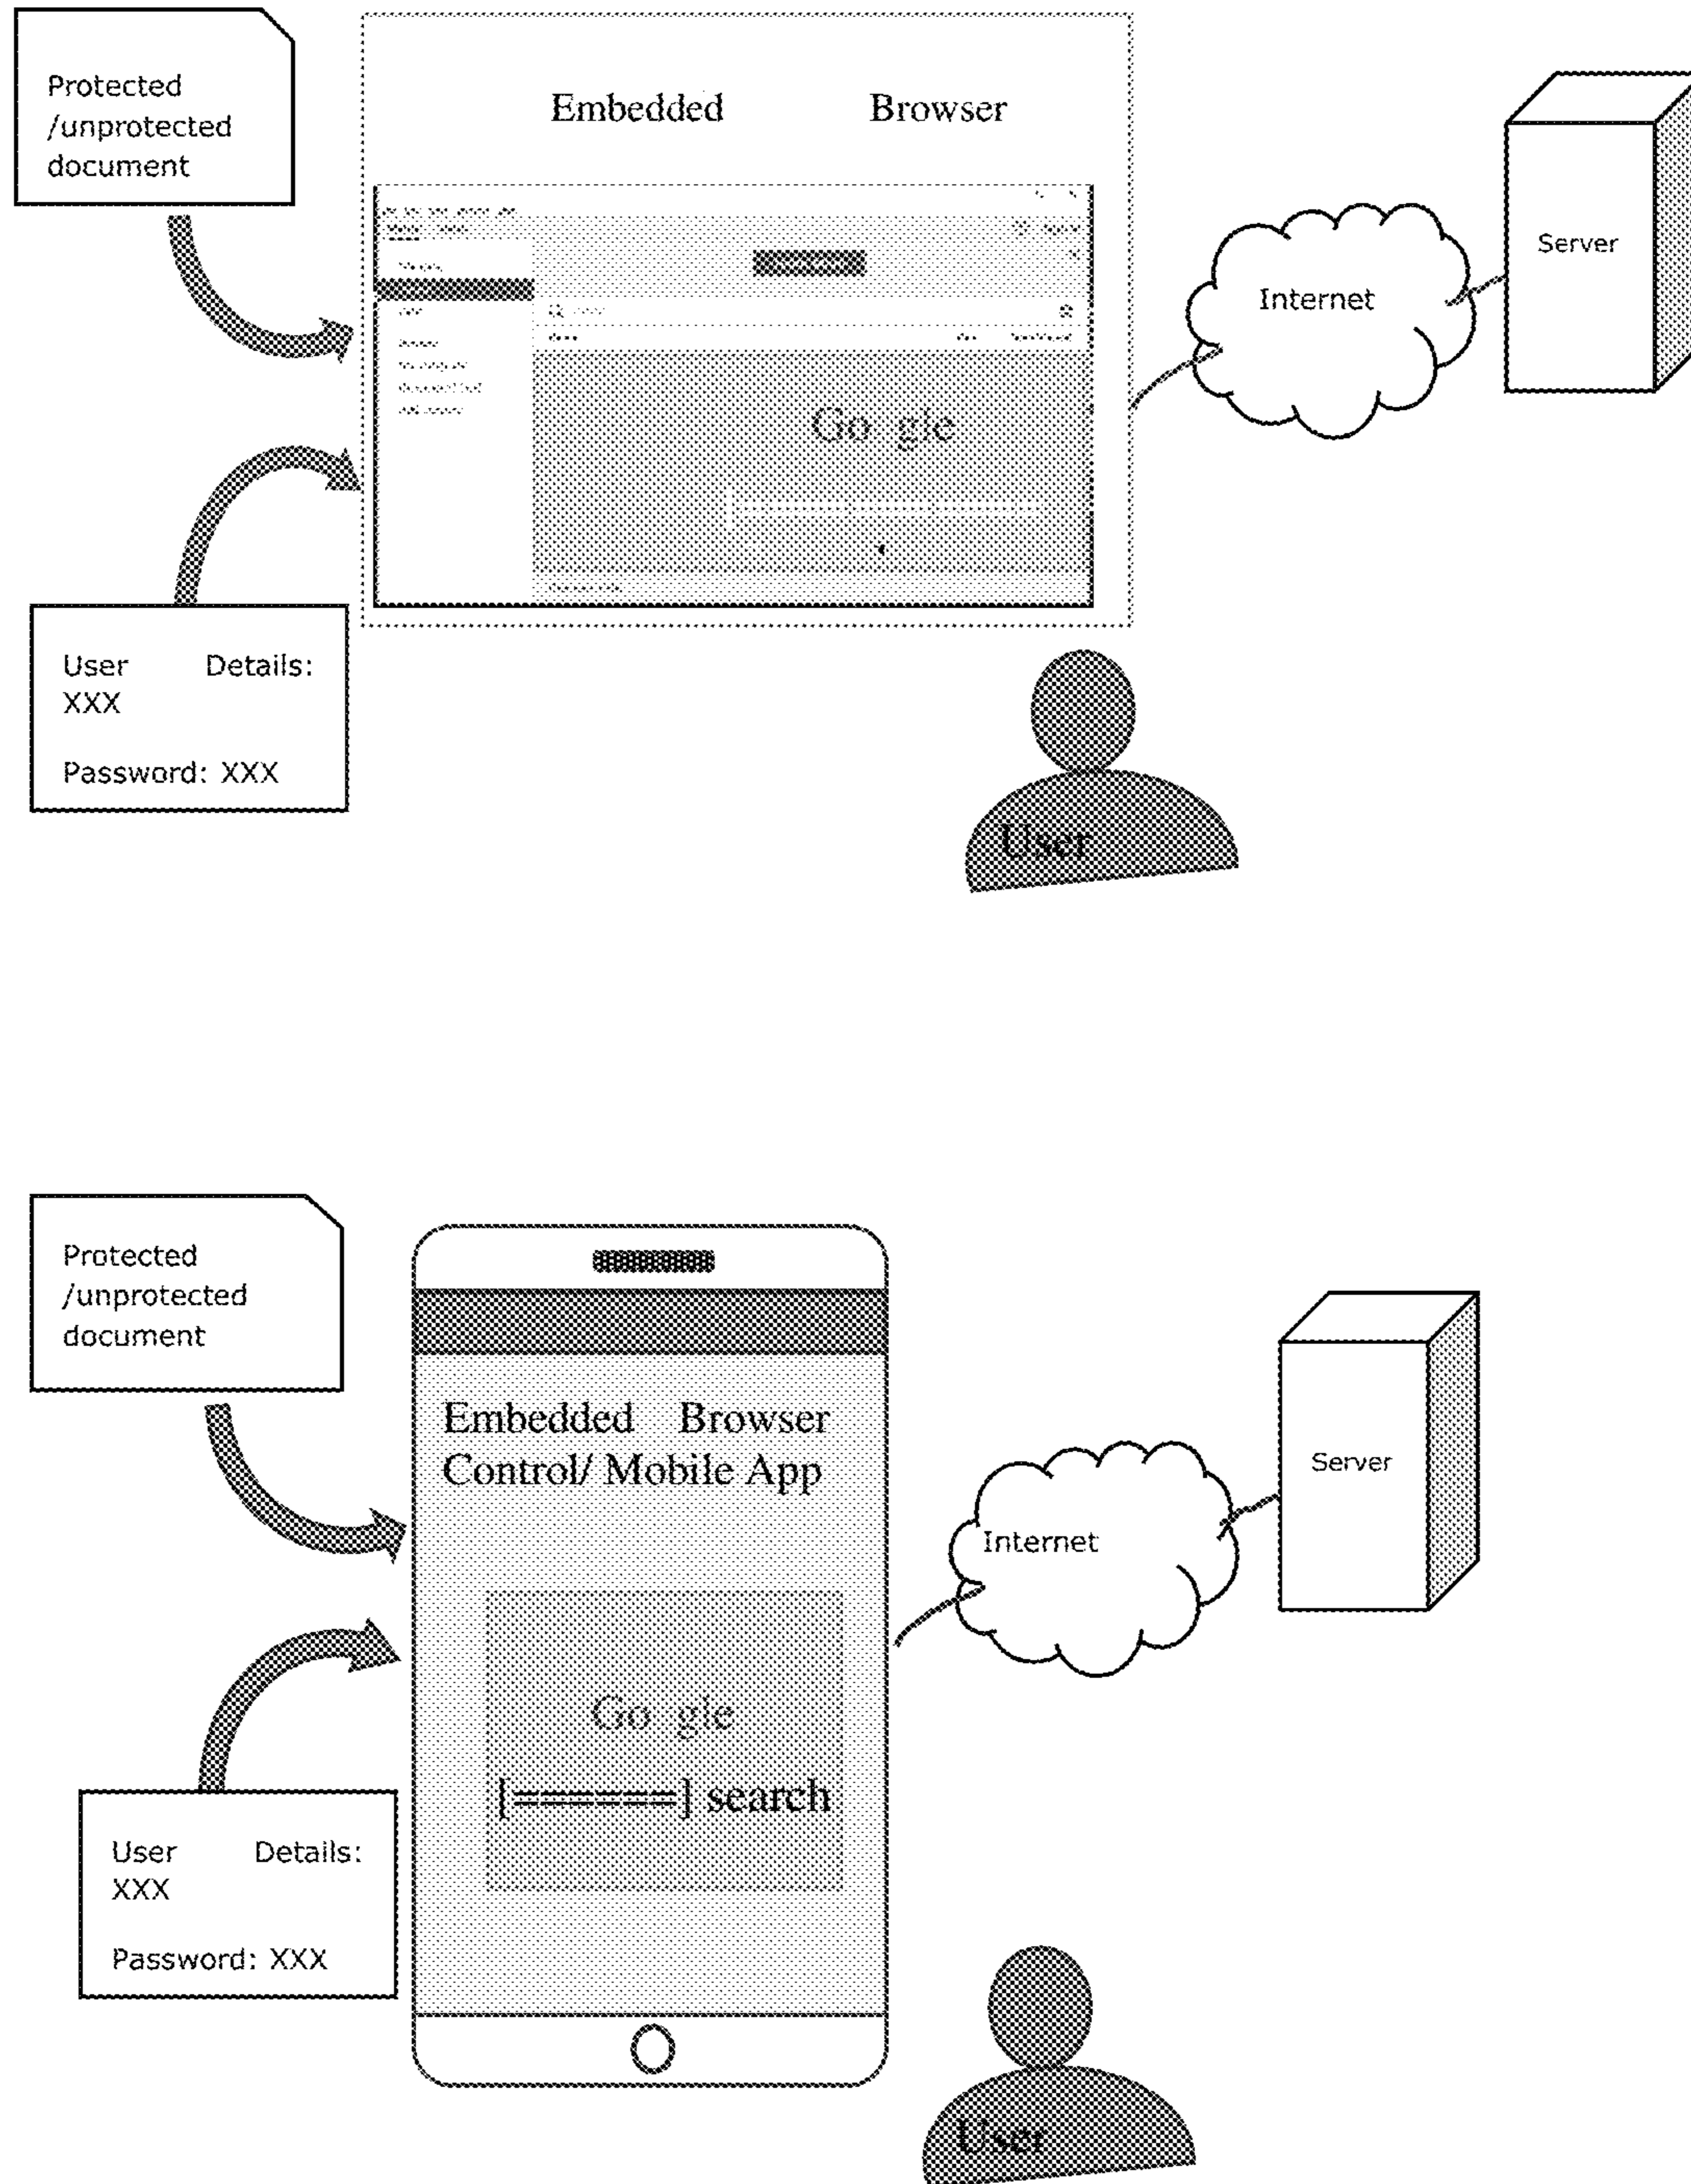 Protected
/unprotected
document
Embedded Browser
Internet
Server
Go gle
User Details:
XXX
Password: XXX
User
Protected
/unprotected
document
Embedded Browser
Control/ Mobile App
Internet
Server
Go gle
[======] search
User Details:
XXX
Password: XXX
User